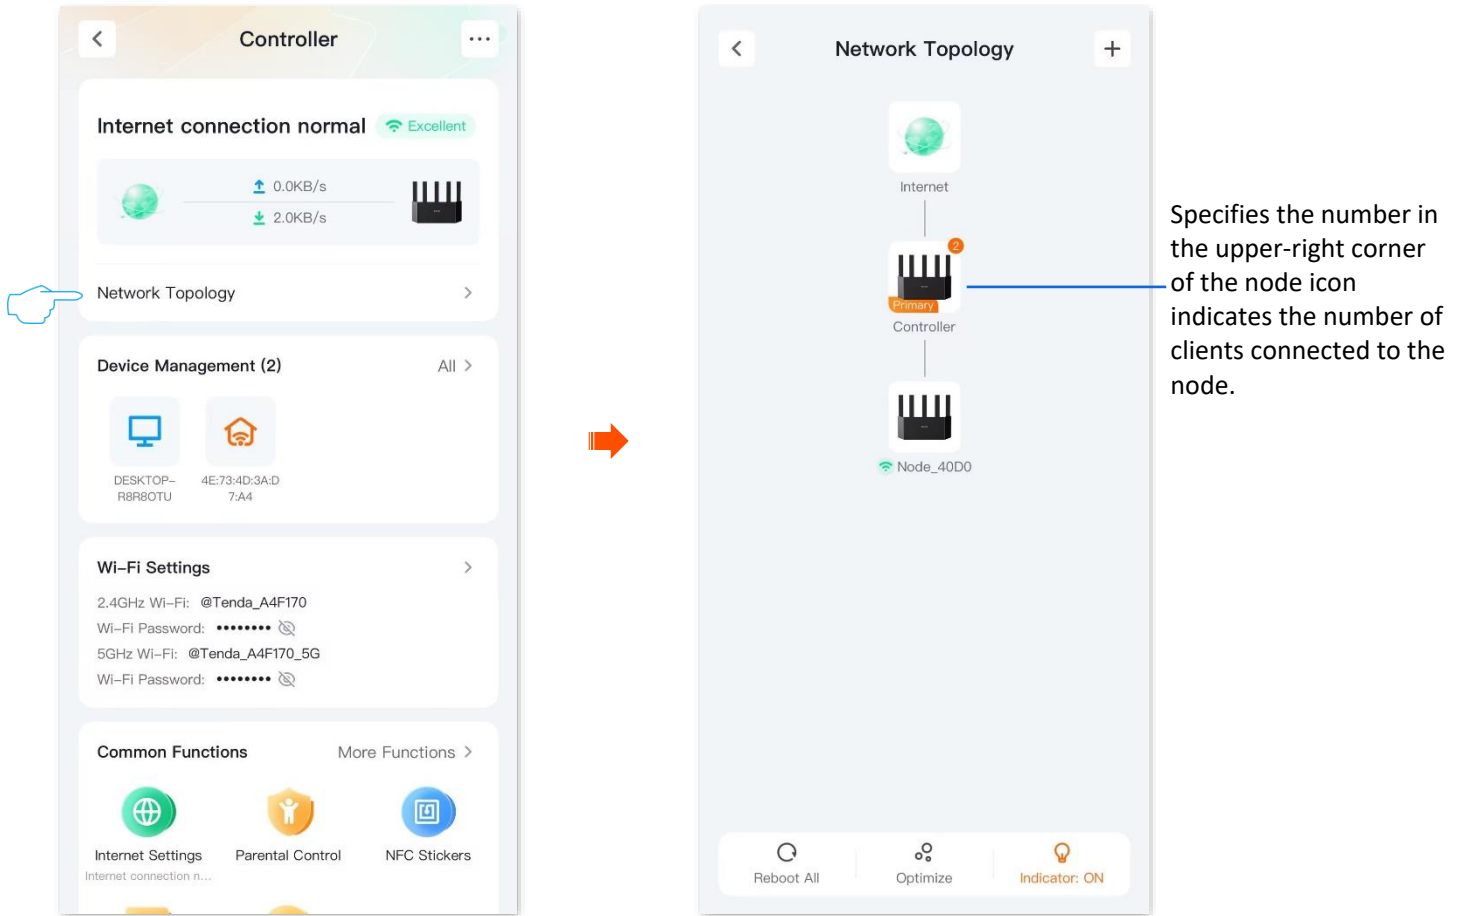 Controller
Internet connection normal
Excellent
0.0KB/s
2.0KB/s
Network Topology
Device Management (2)
All
DESKTOP-
R8R8OTU
4E:73:4D:3A:D
7:A4
Wi-Fi Settings
2.4GHz Wi-Fi: @Tenda_A4F170
Wi-Fi Password: ••••••••
5GHz Wi-Fi: @Tenda_A4F170_5G
Wi-Fi Password: ••••••••
Common Functions
More Functions
Internet Settings
Internet connection n...
Parental Control
NFC Stickers
Network Topology
Internet
2
Primary
Controller
Node_40D0
Reboot All
Optimize
Indicator: ON
Specifies the number in
the upper-right corner
of the node icon
indicates the number of
clients connected to the
node.